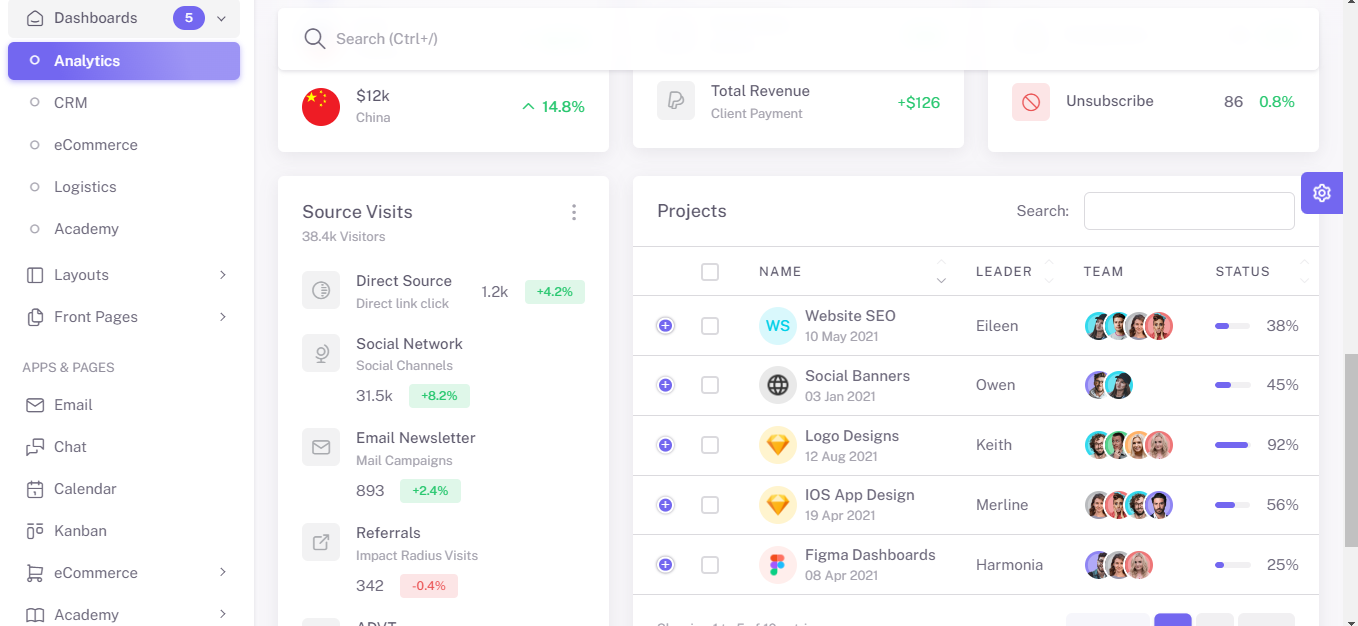 Dashboards 5
Analytics
CRM
eCommerce
Logistics
Academy
Layouts
Front Pages
APPS & PAGES
Email
Chat
Calendar
Kanban
eCommerce
Academy
Search (Ctrl+/)
$12k
China
14.8%
Total Revenue
Client Payment
+$126
Unsubscribe 86 0.8%
Source Visits
38.4k Visitors
Direct Source
Direct link click
1.2k +4.2%
Social Network
Social Channels
31.5k +8.2%
Email Newsletter
Mail Campaigns
893 +2.4%
Referrals
Impact Radius Visits
342 -0.4%
ADVT
Projects Search:
NAME LEADER TEAM STATUS
WS Website SEO
10 May 2021
Eileen 38%
Social Banners
03 Jan 2021
Owen 45%
Logo Designs
12 Aug 2021
Keith 92%
IOS App Design
19 Apr 2021
Merline 56%
Figma Dashboards
08 Apr 2021
Harmonia 25%